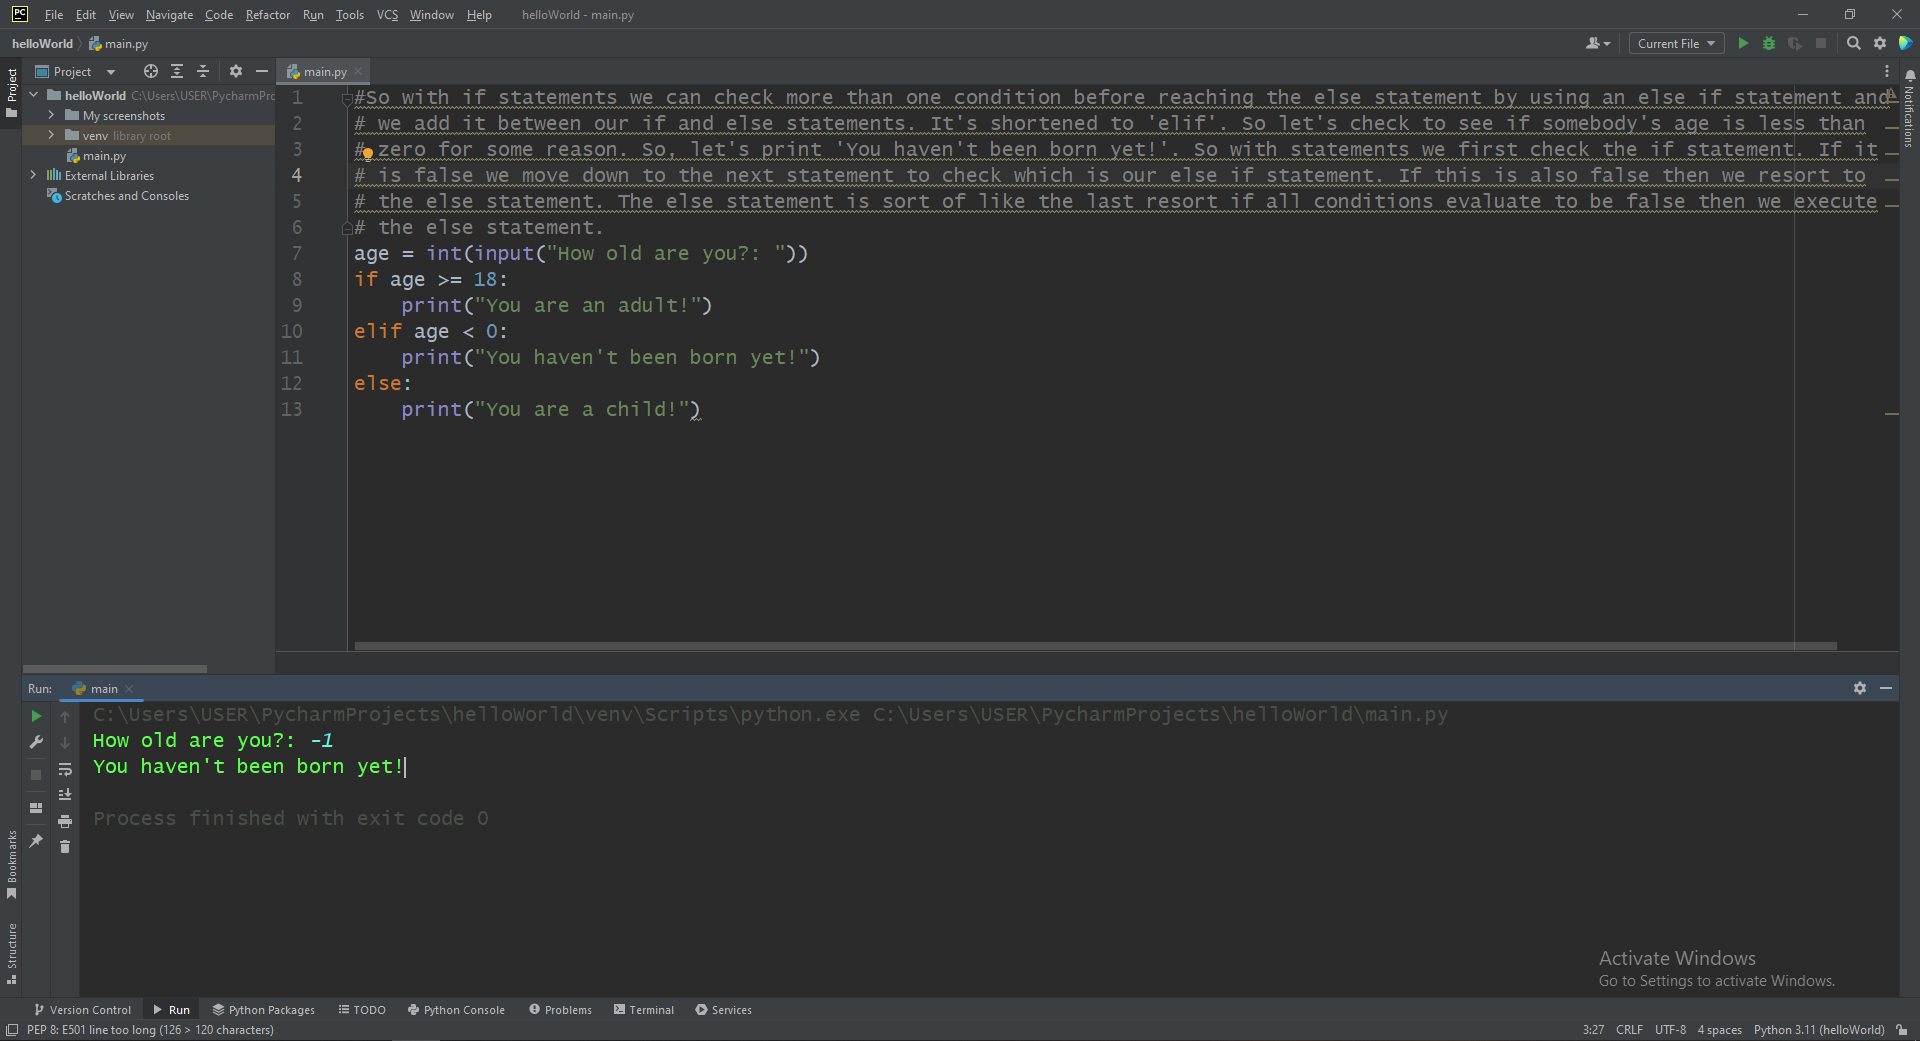 PC File Edit View Navigate Code Refactor Run Tools VCS Window Help helloWorld - main.py
helloWorld main.py Current File
Project main.py
Project
Notifications
helloWorld C:\Users\USER\PycharmPrc
My screenshots
venv library root
main.py
External Libraries
Scratches and Consoles
1 #So with if statements we can check more than one condition before reaching the else statement by using an else if statement and
2 # we add it between our if and else statements. It's shortened to 'elif'. So let's check to see if somebody's age is less than
3 # zero for some reason. So, let's print 'You haven't been born yet!'. So with statements we first check the if statement. If it
4 # is false we move down to the next statement to check which is our else if statement. If this is also false then we resort to
5 # the else statement. The else statement is sort of like the last resort if all conditions evaluate to be false then we execute
6 # the else statement.
7 age = int(input("How old are you?: "))
8 if age >= 18:
9     print("You are an adult!")
10 elif age < 0:
11     print("You haven't been born yet!")
12 else:
13     print("You are a child!")
Run: main
C:\Users\USER\PycharmProjects\helloWorld\venv\Scripts\python.exe C:\Users\USER\PycharmProjects\helloWorld\main.py
How old are you?: -1
You haven't been born yet!
Process finished with exit code 0
Bookmarks
Structure
Activate Windows
Go to Settings to activate Windows.
Version Control Run Python Packages TODO Python Console Problems Terminal Services
PEP 8: E501 line too long (126 > 120 characters) 3:27 CRLF UTF-8 4 spaces Python 3.11 (helloWorld)